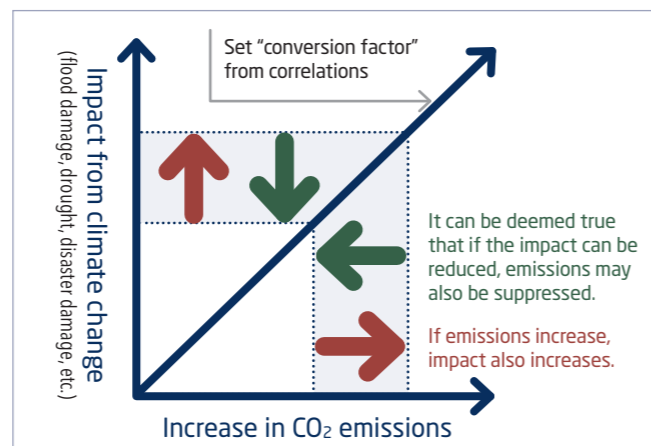 Set “conversion factor”
from correlations
Impact from climate change
(flood damage, drought, disaster damage, etc.)
It can be deemed true
that if the impact can be
reduced, emissions may
also be suppressed.
If emissions increase,
impact also increases.
Increase in CO₂ emissions